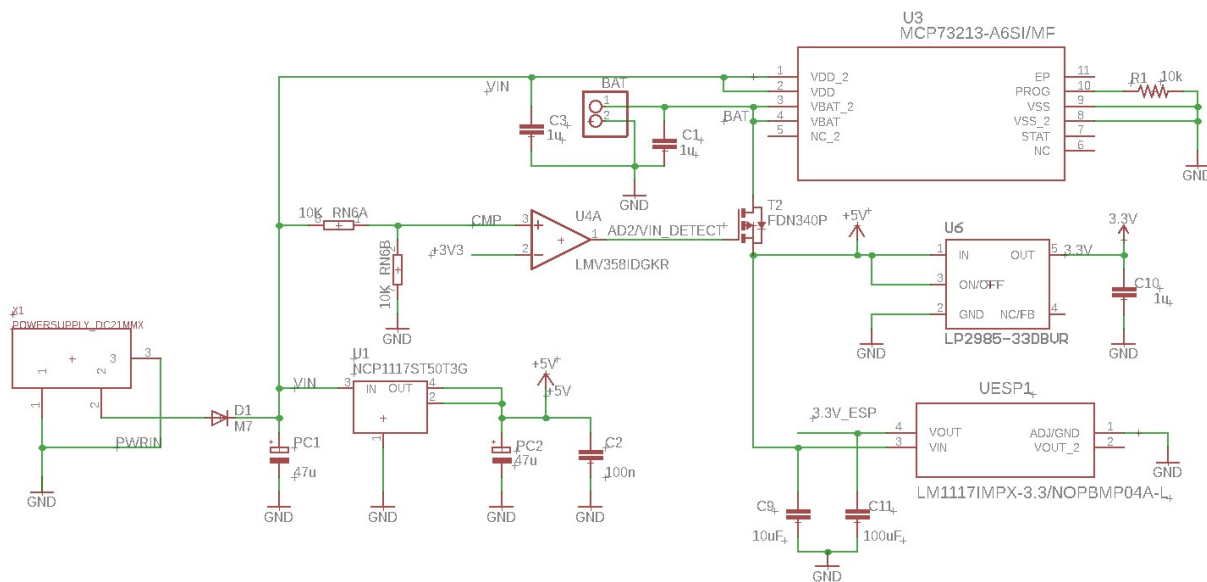 U3
MCP73213-A6SI/MF
1 VDD_2 EP 11
2 VDD PROG 10
3 VBAT_2 VSS 9
4 VBAT VSS_2 8
5 NC_2 STAT 7
NC 6
R1 10k
GND
VIN
BAT
1
2
C3
1u
C1
1u
BAT
GND
10K RN6A
8 1
10K RN6B
2
GND
CMP
+3V3
3
2
1
U4A
LMV358IDGKR
AD2/VIN_DETECT
T2
FDN340P
+5V
U6
1 IN OUT 5
3 ON/OFF
2 GND NC/FB 4
LP2985-33DBUR
3.3V
3.3V
C10
1u
GND
GND
X1
POWERSUPPLY_DC21MMX
1 2 3
3
1
2
PWRIN
GND
D1
M7
VIN
PC1
47u
GND
U1
NCP1117ST50T3G
3 IN OUT 4
2
1
GND
+5V
+5V
PC2
47u
GND
C2
100n
GND
UESP1
3.3V_ESP
4 VOUT ADJ/GND 1
3 VIN VOUT_2 2
LM1117IMPX-3.3/NOPBMP04A-L
GND
C9
10uF
C11
100uF
GND